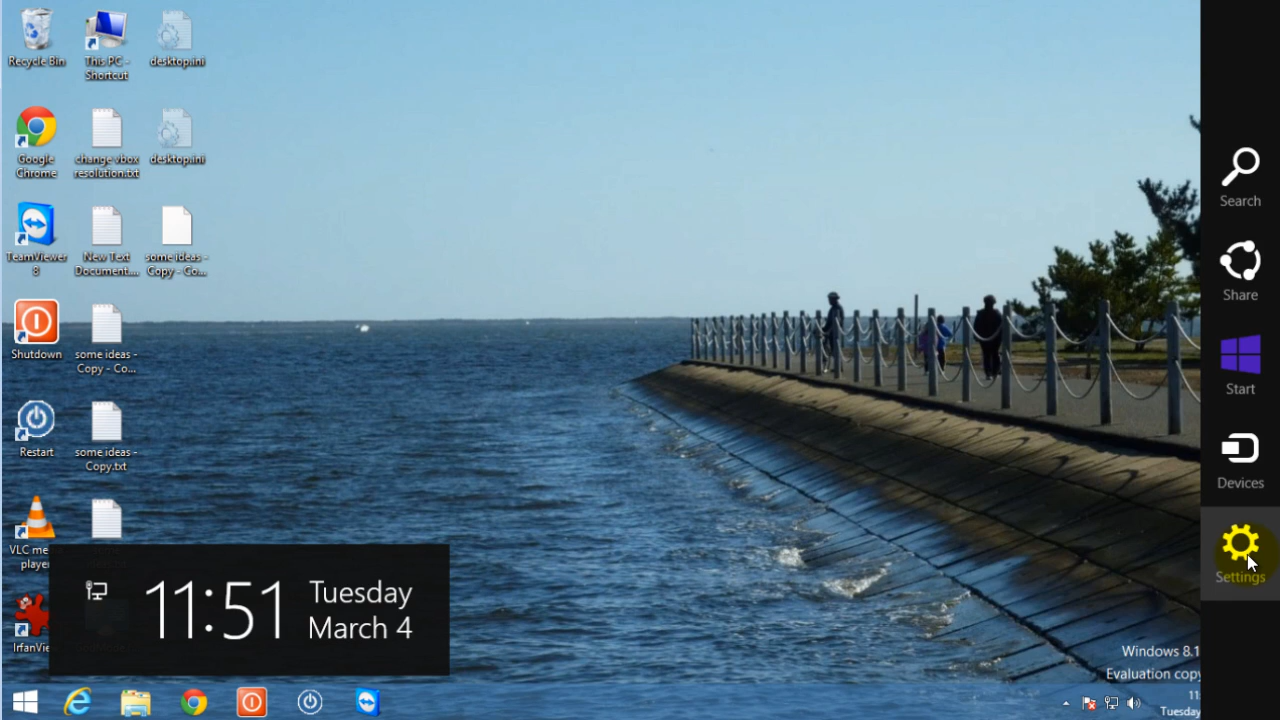 Recycle Bin
This PC -
Shortcut
desktop.ini
Google
Chrome
change vbox
resolution.txt
desktop.ini
TeamViewer
8
New Text
Document....
some ideas -
Copy - Co...
Shutdown
some ideas -
Copy - Co...
Restart
some ideas -
Copy.txt
VLC me
player
IrfanVie
11:51
Tuesday
March 4
Search
Share
Start
Devices
Settings
Windows 8.1
Evaluation copy
11:
Tuesday